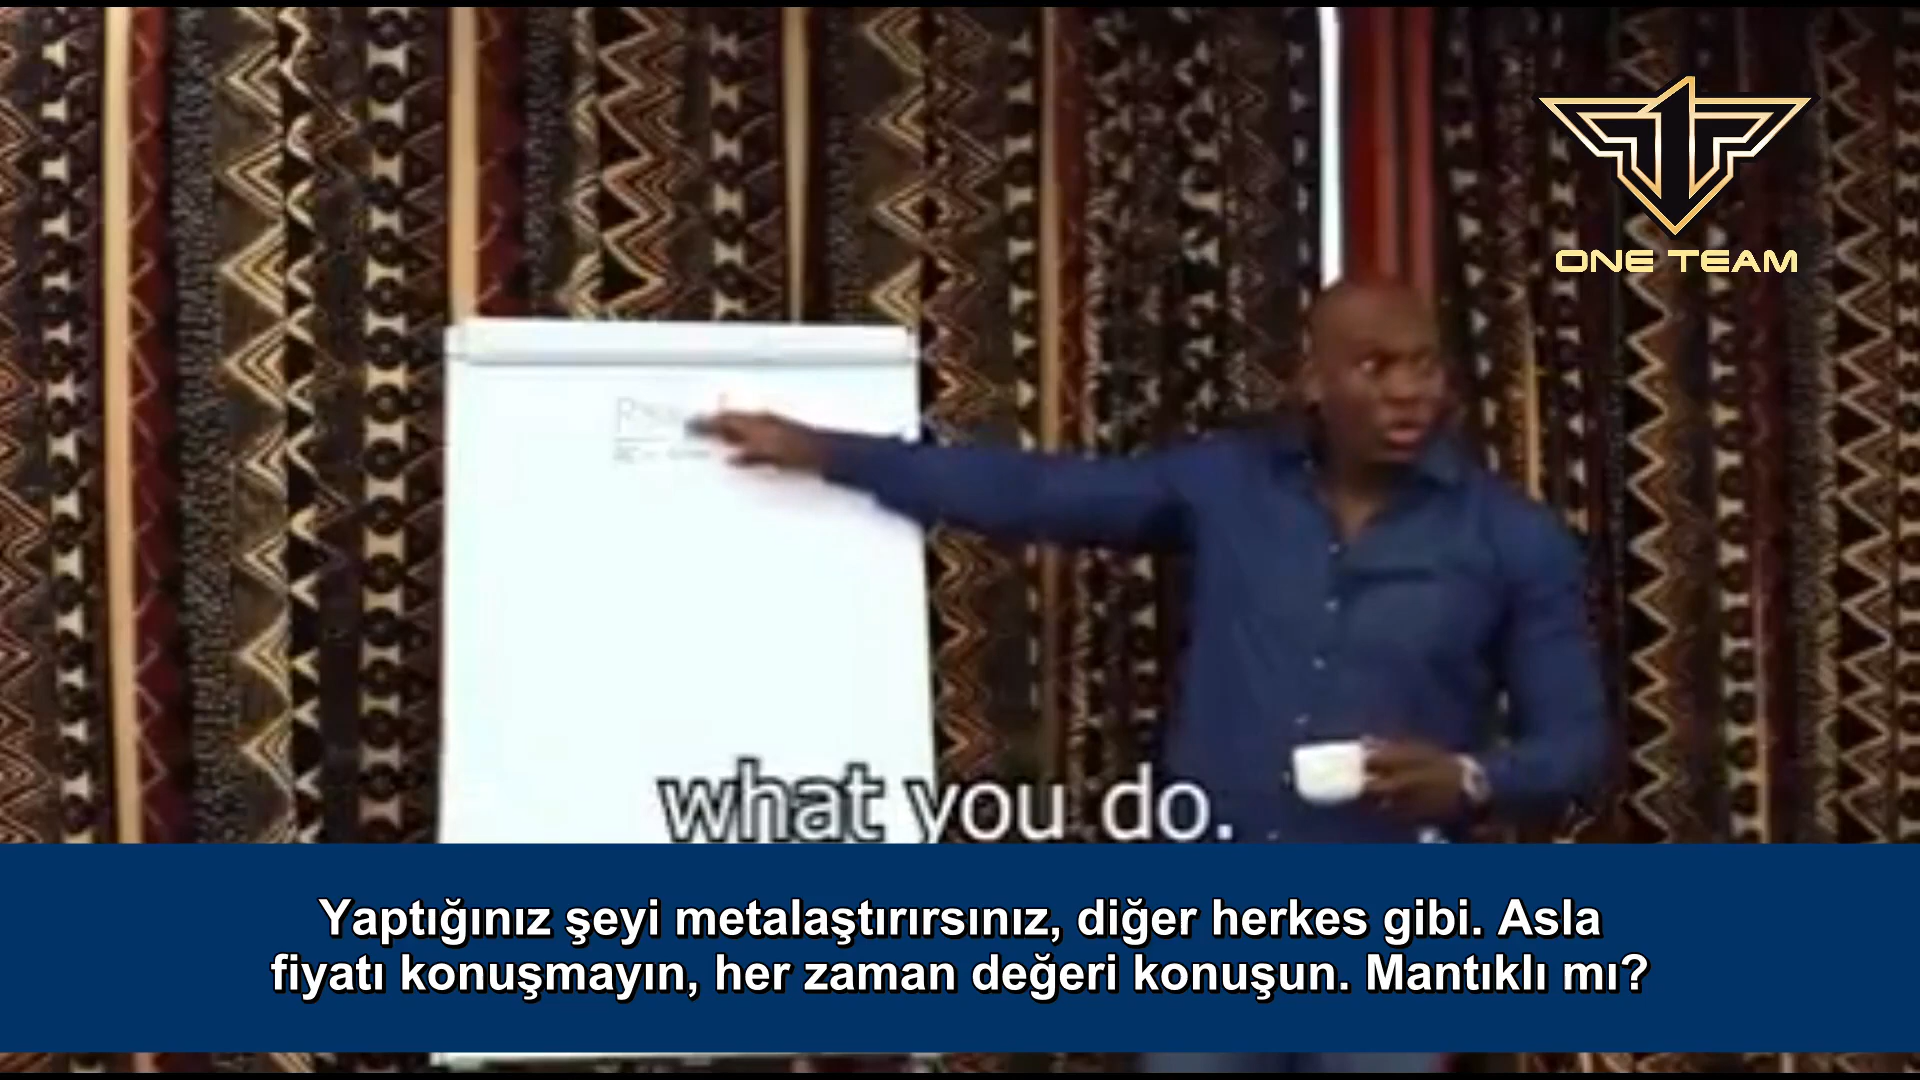 ONE TEAM
what you do.
Yaptığınız şeyi metalaştırırsınız, diğer herkes gibi. Asla
fiyatı konuşmayın, her zaman değeri konuşun. Mantıklı mı?